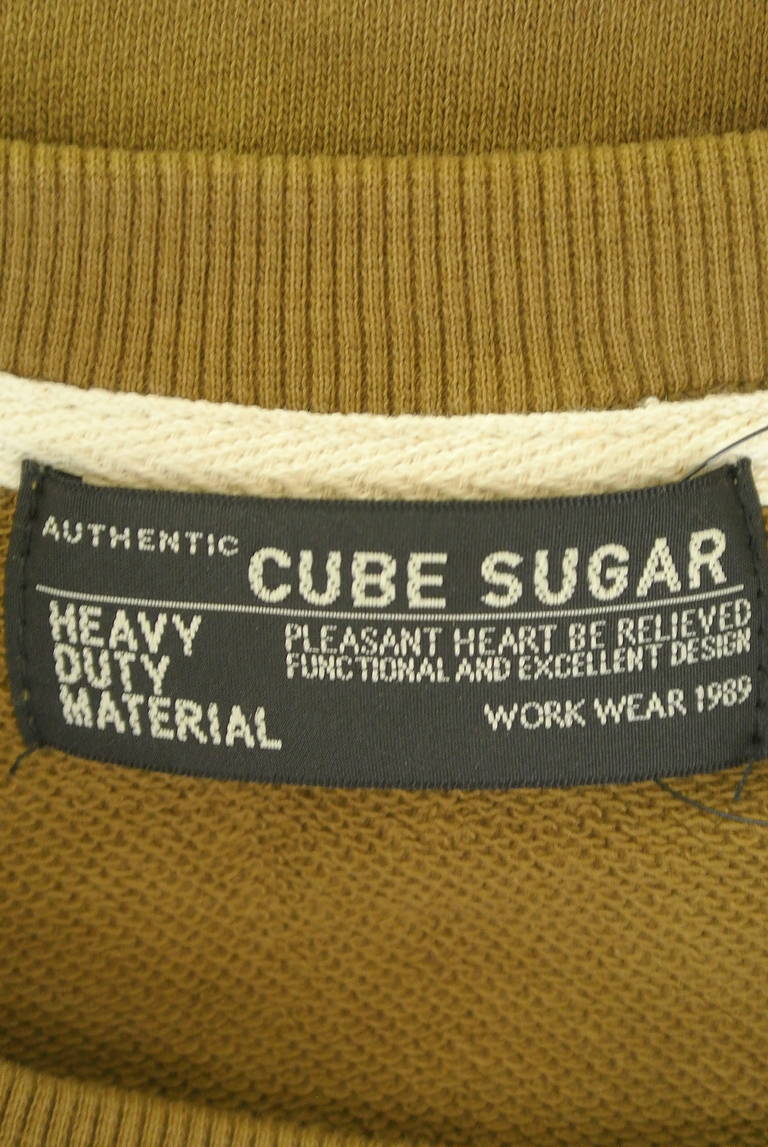 AUTHENTIC CUBE SUGAR
HEAVY
DUTY
MATERIAL
PLEASANT HEART BE RELIEVED
FUNCTIONAL AND EXCELLENT DESIGN
WORK WEAR 1989